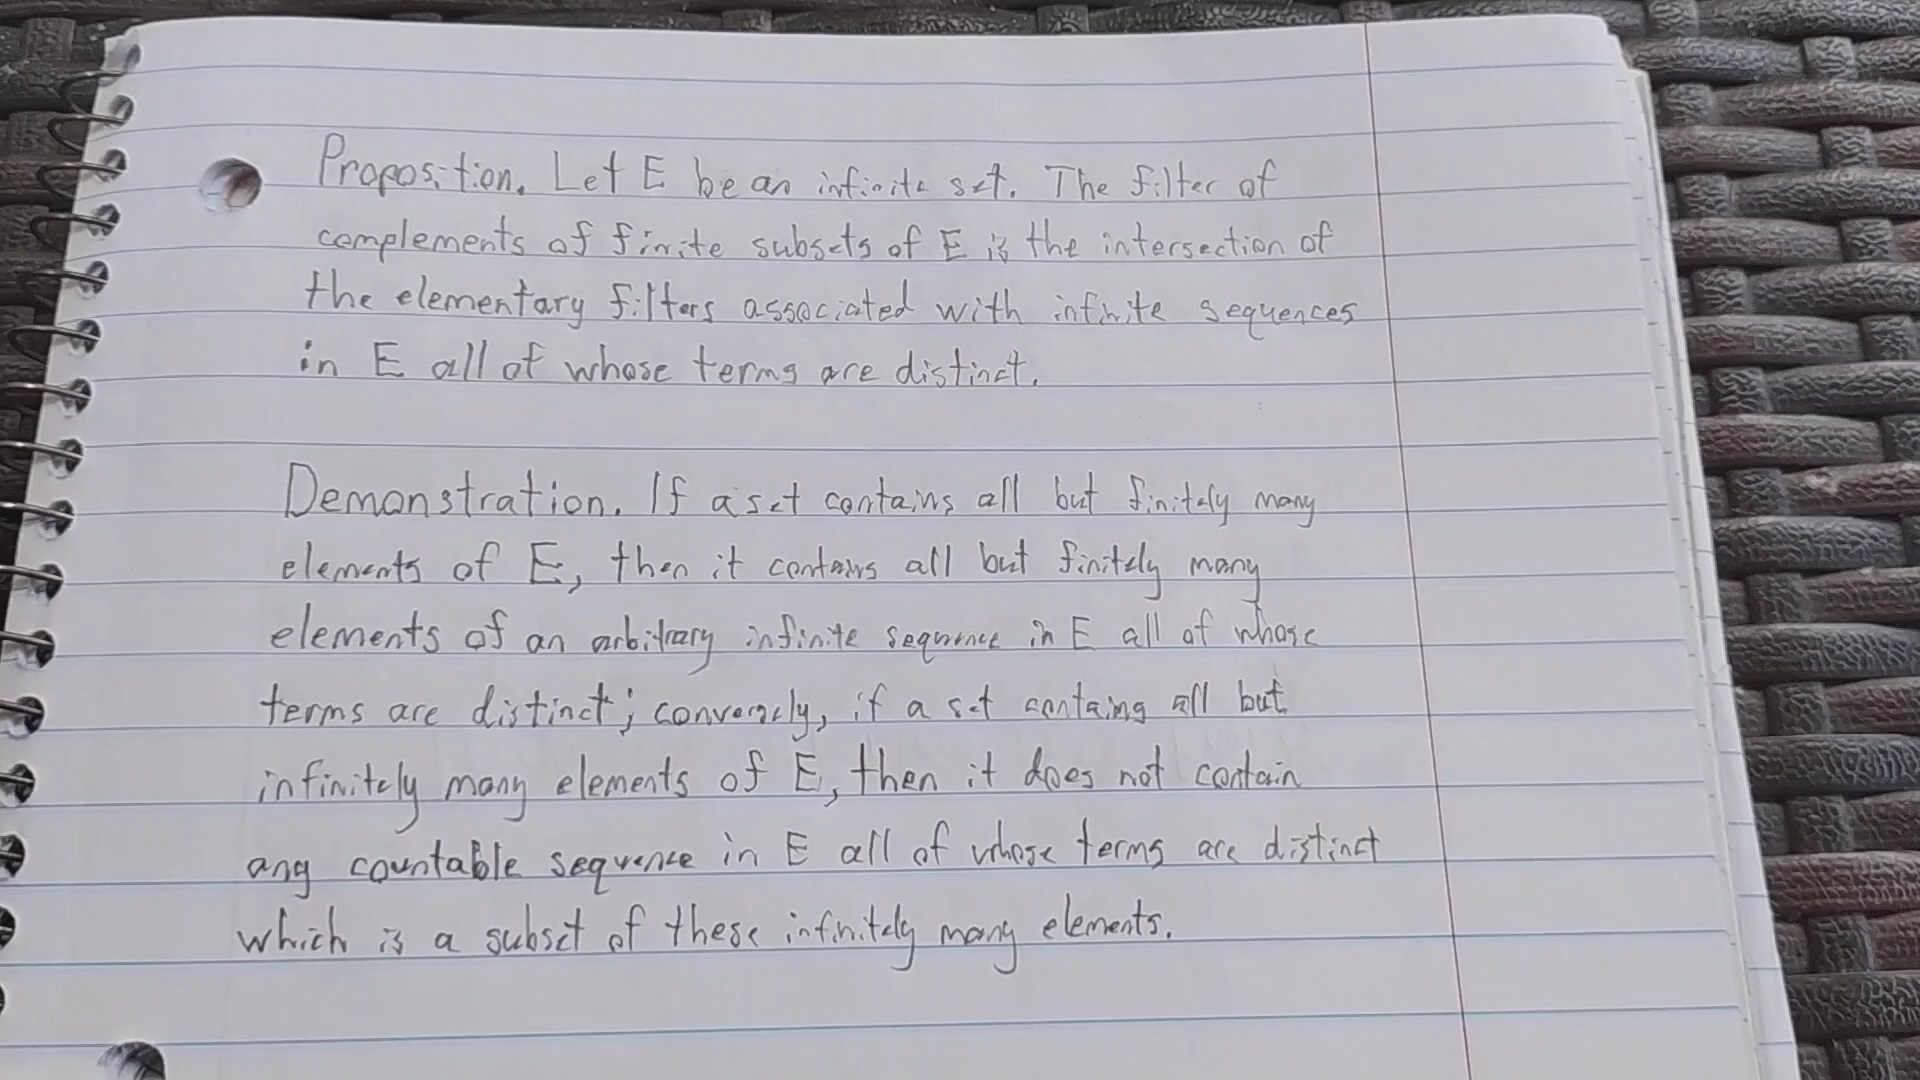 Proposition. Let E be an infinite set. The filter of
complements of finite subsets of E is the intersection of
the elementary filters associated with infinite sequences
in E all of whose terms are distinct.
Demonstration. If a set contains all but finitely many
elements of E, then it contains all but finitely many
elements of an arbitrary infinite sequence in E all of whose
terms are distinct; conversely, if a set contains all but
infinitely many elements of E, then it does not contain
any countable sequence in E all of whose terms are distinct
which is a subset of these infinitely many elements.